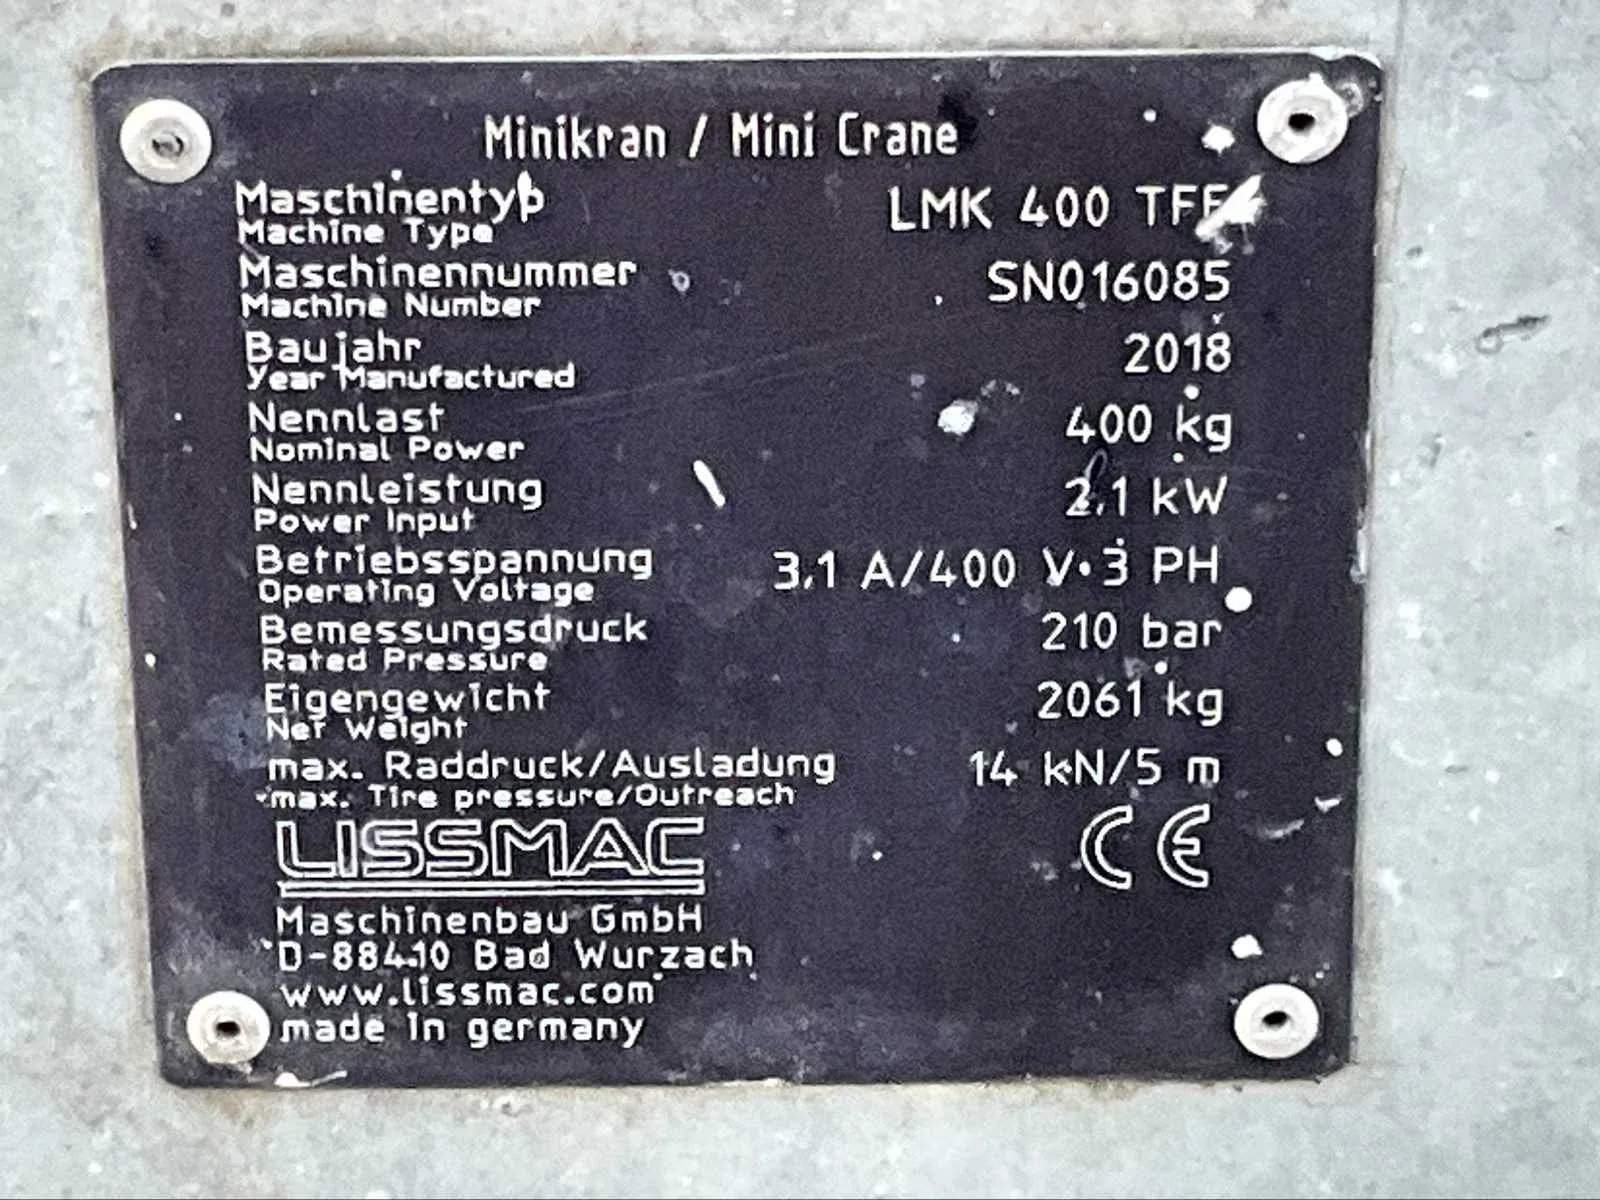 Minikran / Mini Crane
Maschinentyp LMK 400 TFF
Machine Type
Maschinennummer SN016085
Machine Number
Baujahr 2018
Year Manufactured
Nennlast 400 kg
Nominal Power
Nennleistung 2.1 kW
Power Input
Betriebsspannung 3.1 A/400 V·3 PH
Operating Voltage
Bemessungsdruck 210 bar
Rated Pressure
Eigengewicht 2061 kg
Net Weight
max. Raddruck/Ausladung 14 kN/5 m
max. Tire pressure/Outreach
LISSMAC CE
Maschinenbau GmbH
D-88410 Bad Wurzach
www.lissmac.com
made in germany